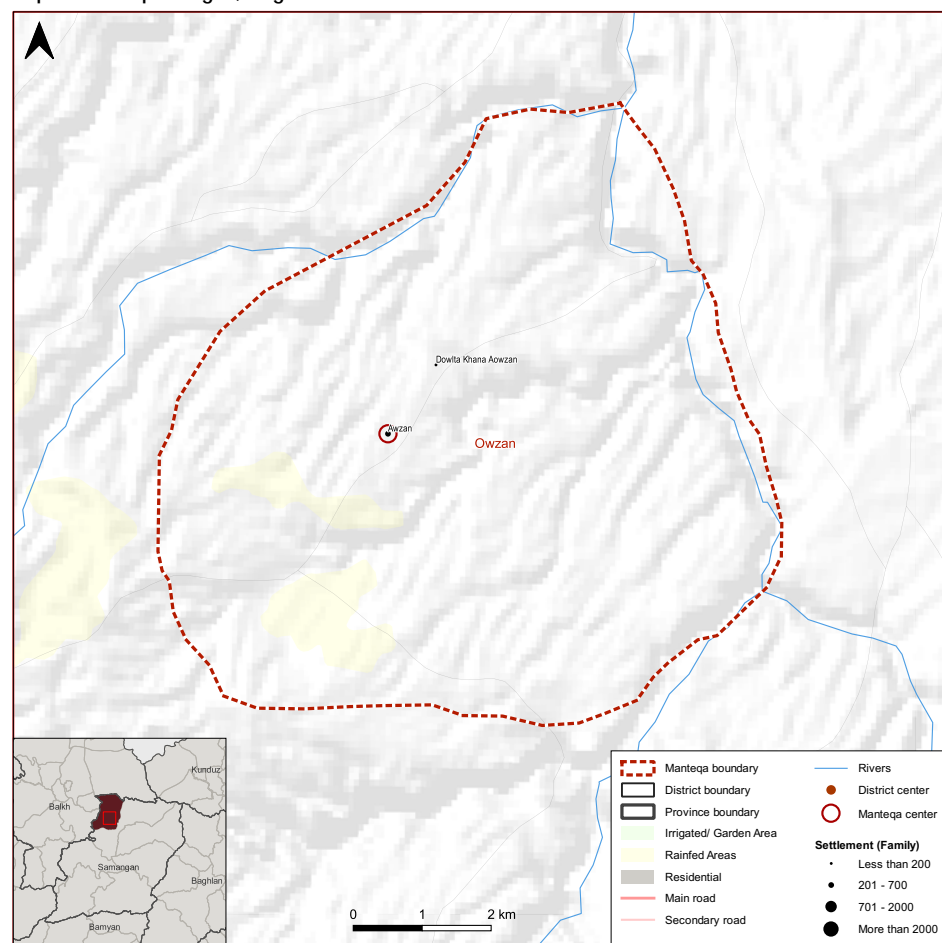 Dowlta Khana Aowzan
Awzan
Owzan
Kunduz
Balkh
Samangan
Baghlan
Bamyan
0 1 2 km
Manteqa boundary
District boundary
Province boundary
Irrigated/ Garden Area
Rainfed Areas
Residential
Main road
Secondary road
Rivers
District center
Manteqa center
Settlement (Family)
Less than 200
201 - 700
701 - 2000
More than 2000